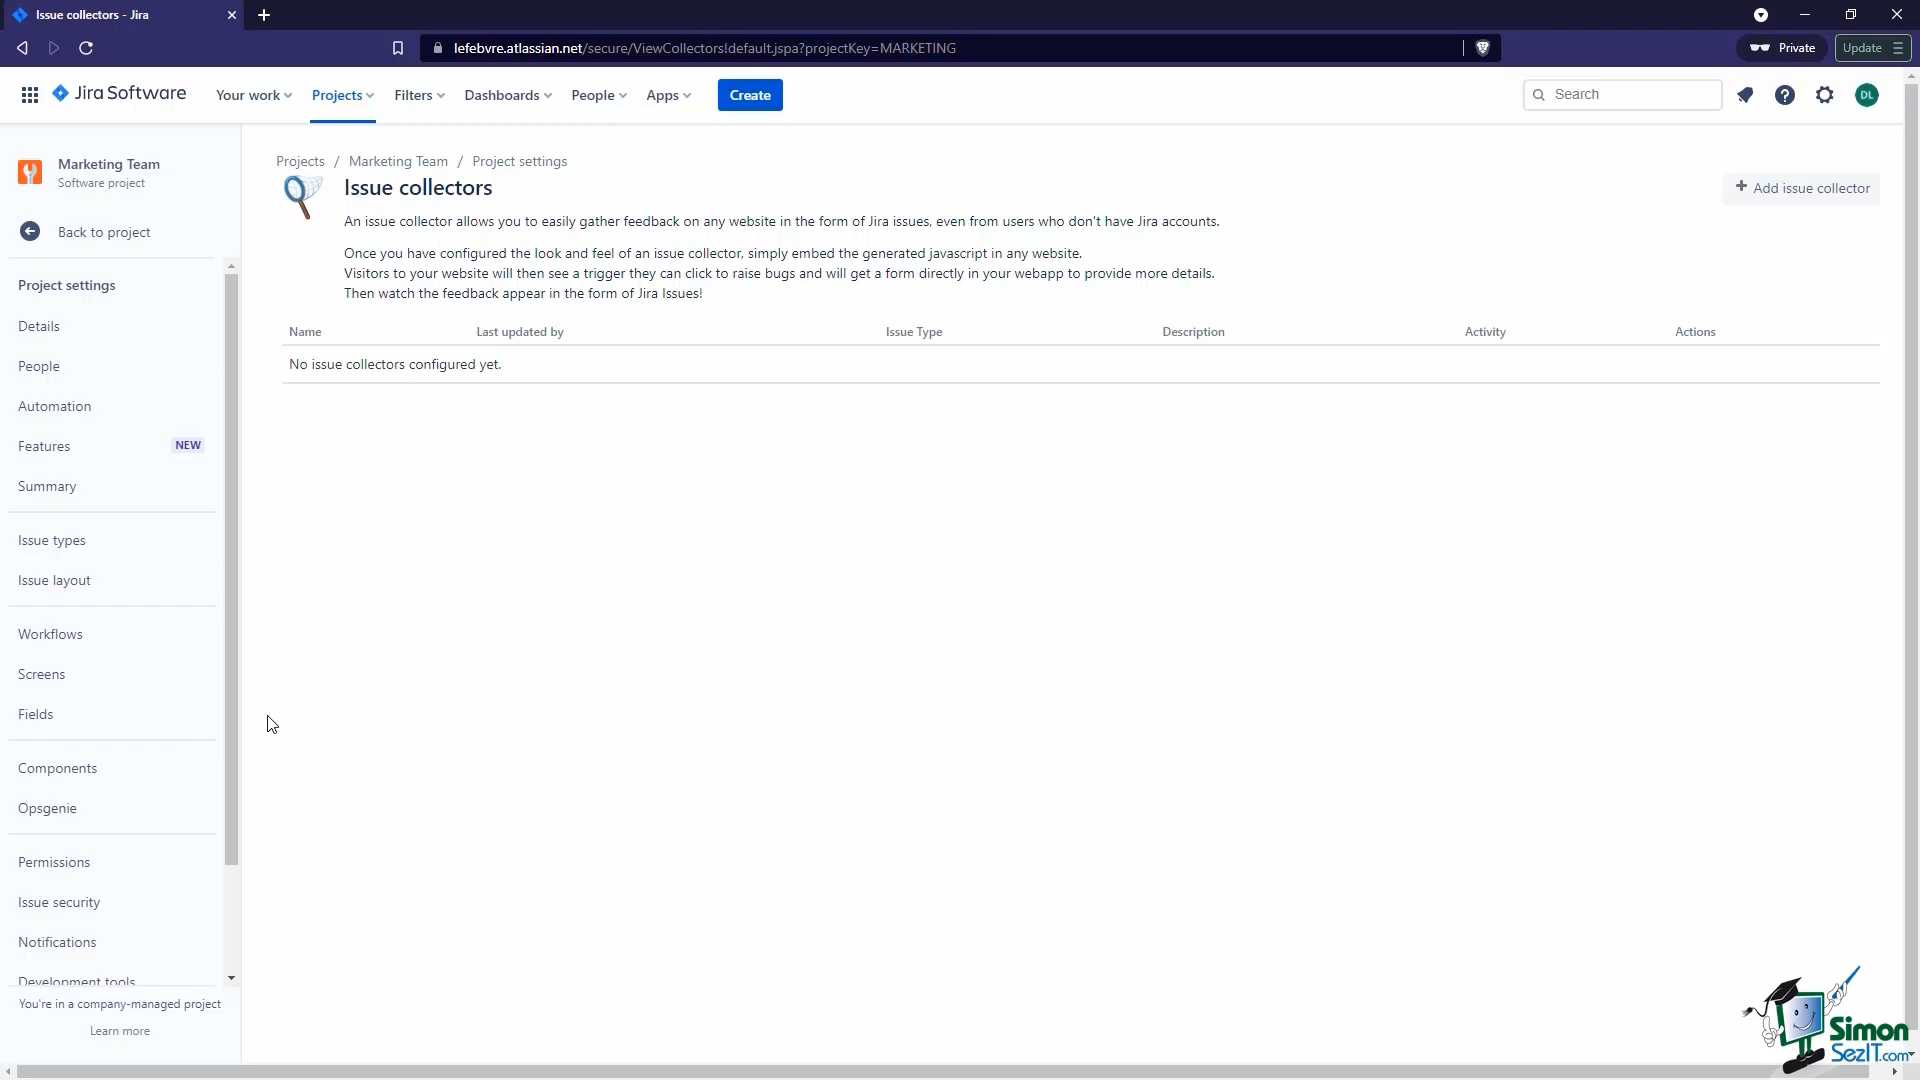 Issue collectors - Jira
lefebvre.atlassian.net/secure/ViewCollectors!default.jspa?projectKey=MARKETING
Private
Update
Jira Software
Your work
Projects
Filters
Dashboards
People
Apps
Create
Search
DL
Marketing Team
Software project
Back to project
Project settings
Details
People
Automation
Features NEW
Summary
Issue types
Issue layout
Workflows
Screens
Fields
Components
Opsgenie
Permissions
Issue security
Notifications
Development tools
You're in a company-managed project
Learn more
Projects / Marketing Team / Project settings
Issue collectors
+ Add issue collector
An issue collector allows you to easily gather feedback on any website in the form of Jira issues, even from users who don't have Jira accounts.
Once you have configured the look and feel of an issue collector, simply embed the generated javascript in any website.
Visitors to your website will then see a trigger they can click to raise bugs and will get a form directly in your webapp to provide more details.
Then watch the feedback appear in the form of Jira Issues!
Name Last updated by Issue Type Description Activity Actions
No issue collectors configured yet.
Simon
SezIT.com